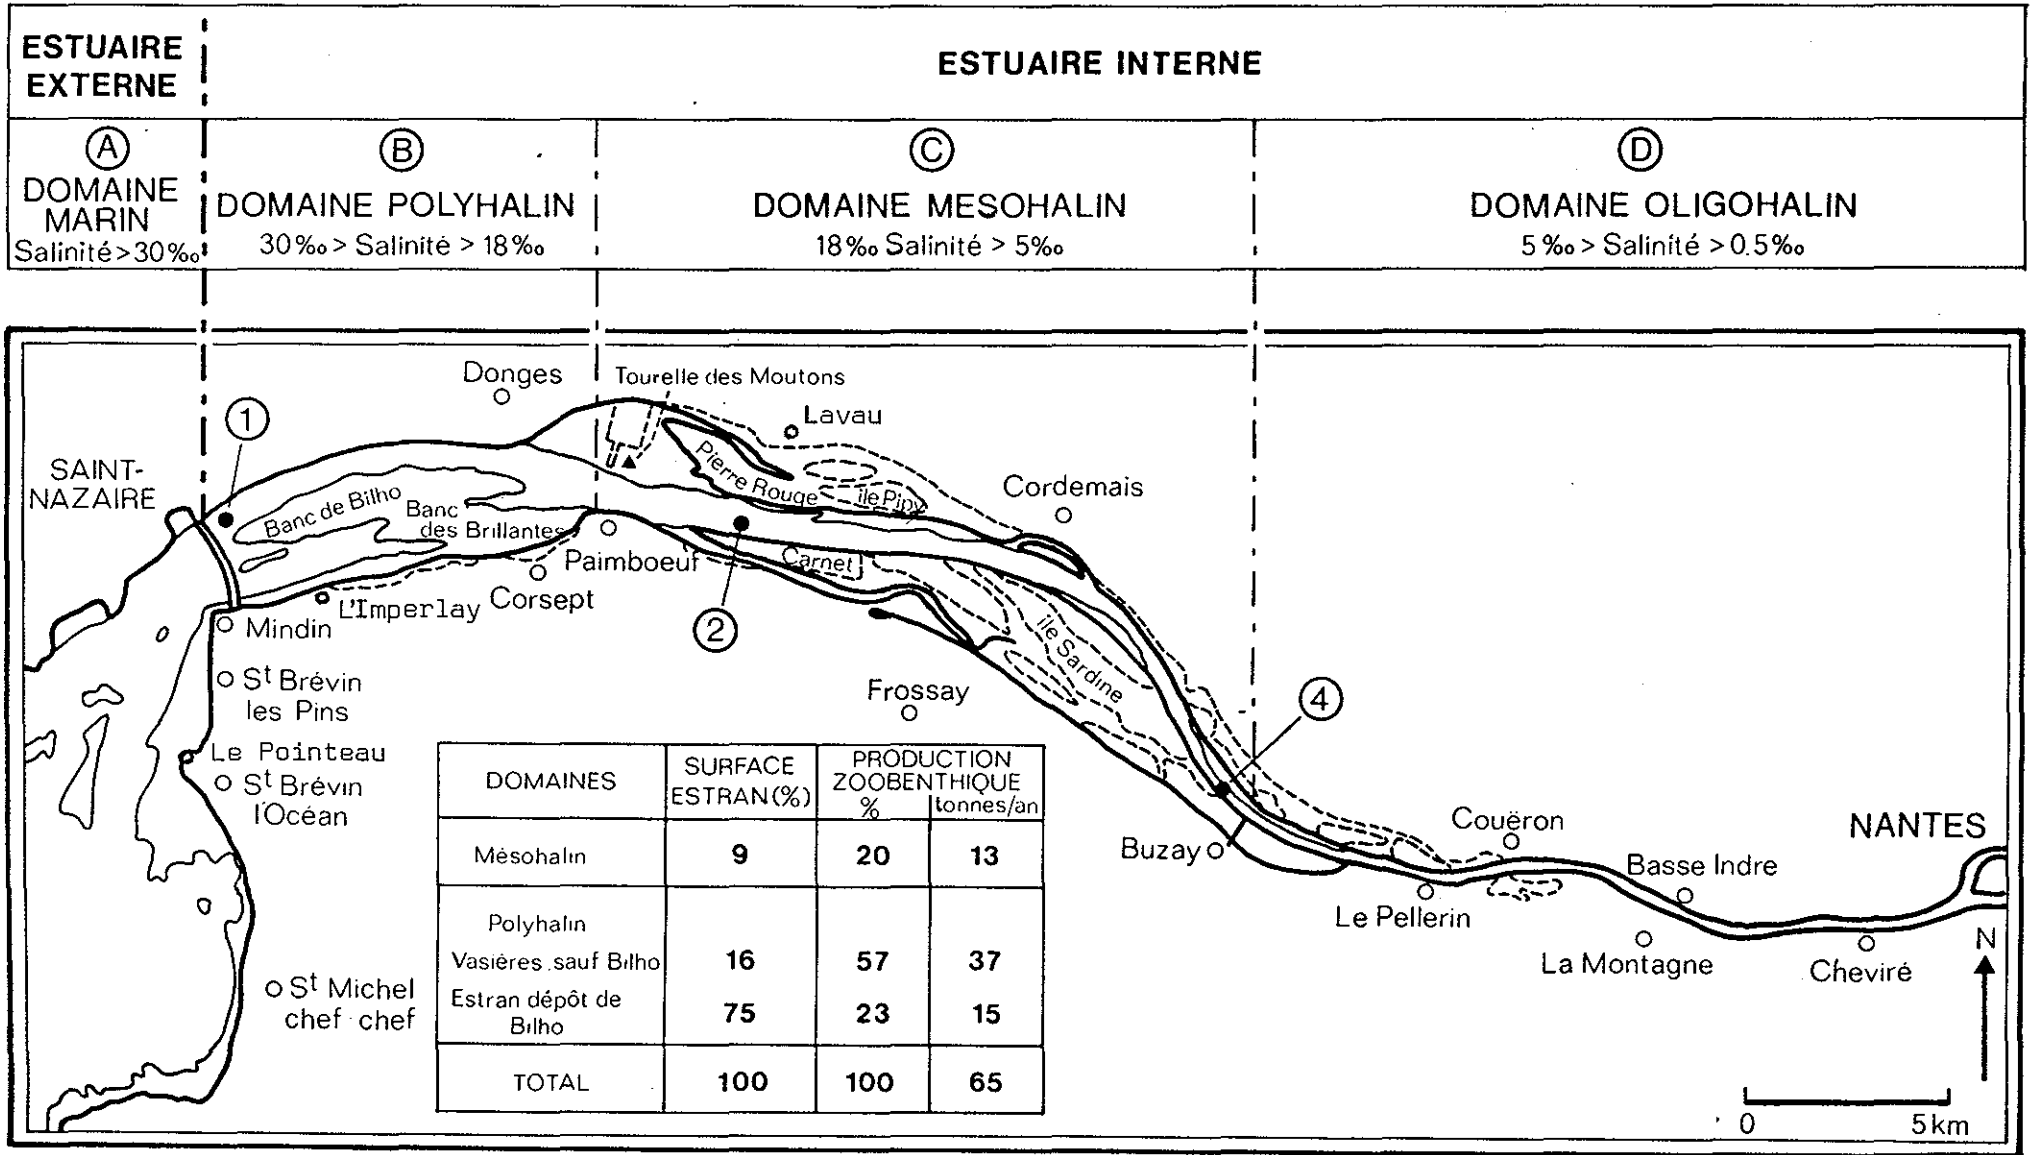 ESTUAIRE
EXTERNE
ESTUAIRE INTERNE
A
DOMAINE
MARIN
Salinité>30‰
B
DOMAINE POLYHALIN
30‰ > Salinité > 18‰
C
DOMAINE MESOHALIN
18‰ Salinité > 5‰
D
DOMAINE OLIGOHALIN
5‰ > Salinité > 0.5‰
Donges
Tourelle des Moutons
Lavau
1
SAINT-
NAZAIRE
Banc de Bilho
Banc
des Brillantes
Pierre Rouge
île Pipy
Cordemais
Paimboeuf
Carnet
L'Imperlay
Corsept
Mindin
2
île Sardine
St Brévin
les Pins
Frossay
4
Le Pointeau
St Brévin
l'Océan
Buzay
Couëron
NANTES
Basse Indre
Le Pellerin
La Montagne
Cheviré
St Michel
chef chef
N
0 5km
DOMAINES
SURFACE
ESTRAN(%)
PRODUCTION
ZOOBENTHIQUE
% tonnes/an
Mésohalin 9 20 13
Polyhalin
Vasières sauf Bilho 16 57 37
Estran dépôt de
Bilho 75 23 15
TOTAL 100 100 65